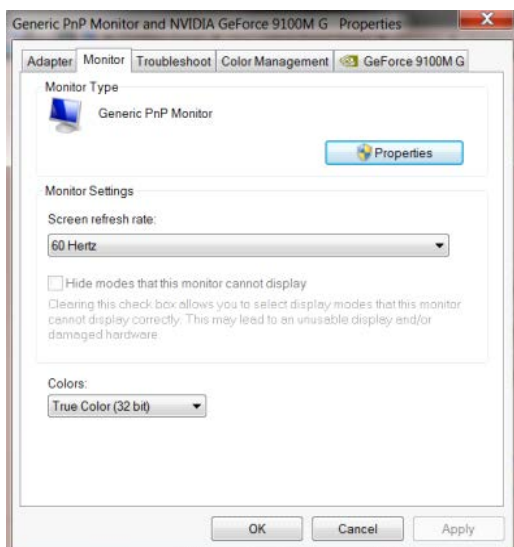 Generic PnP Monitor and NVIDIA GeForce 9100M G Properties
Adapter Monitor Troubleshoot Color Management GeForce 9100M G
Monitor Type
Generic PnP Monitor
Properties
Monitor Settings
Screen refresh rate:
60 Hertz
Hide modes that this monitor cannot display
Clearing this check box allows you to select display modes that this monitor
cannot display correctly. This may lead to an unusable display and/or
damaged hardware.
Colors:
True Color (32 bit)
OK Cancel Apply